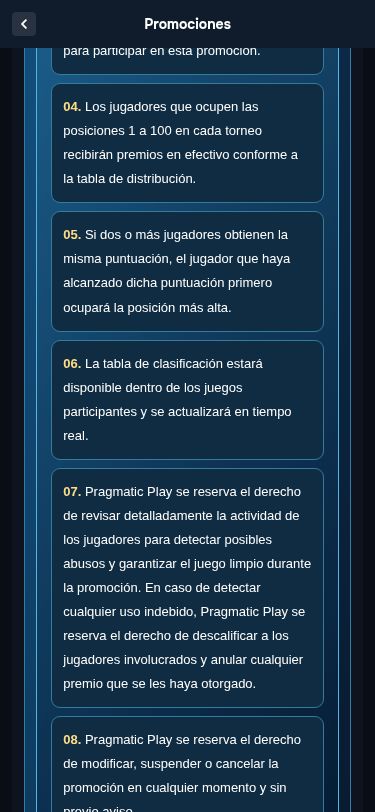 Promociones
para participar en esta promoción.
04. Los jugadores que ocupen las
posiciones 1 a 100 en cada torneo
recibirán premios en efectivo conforme a
la tabla de distribución.
05. Si dos o más jugadores obtienen la
misma puntuación, el jugador que haya
alcanzado dicha puntuación primero
ocupará la posición más alta.
06. La tabla de clasificación estará
disponible dentro de los juegos
participantes y se actualizará en tiempo
real.
07. Pragmatic Play se reserva el derecho
de revisar detalladamente la actividad de
los jugadores para detectar posibles
abusos y garantizar el juego limpio durante
la promoción. En caso de detectar
cualquier uso indebido, Pragmatic Play se
reserva el derecho de descalificar a los
jugadores involucrados y anular cualquier
premio que se les haya otorgado.
08. Pragmatic Play se reserva el derecho
de modificar, suspender o cancelar la
promoción en cualquier momento y sin
previo aviso.